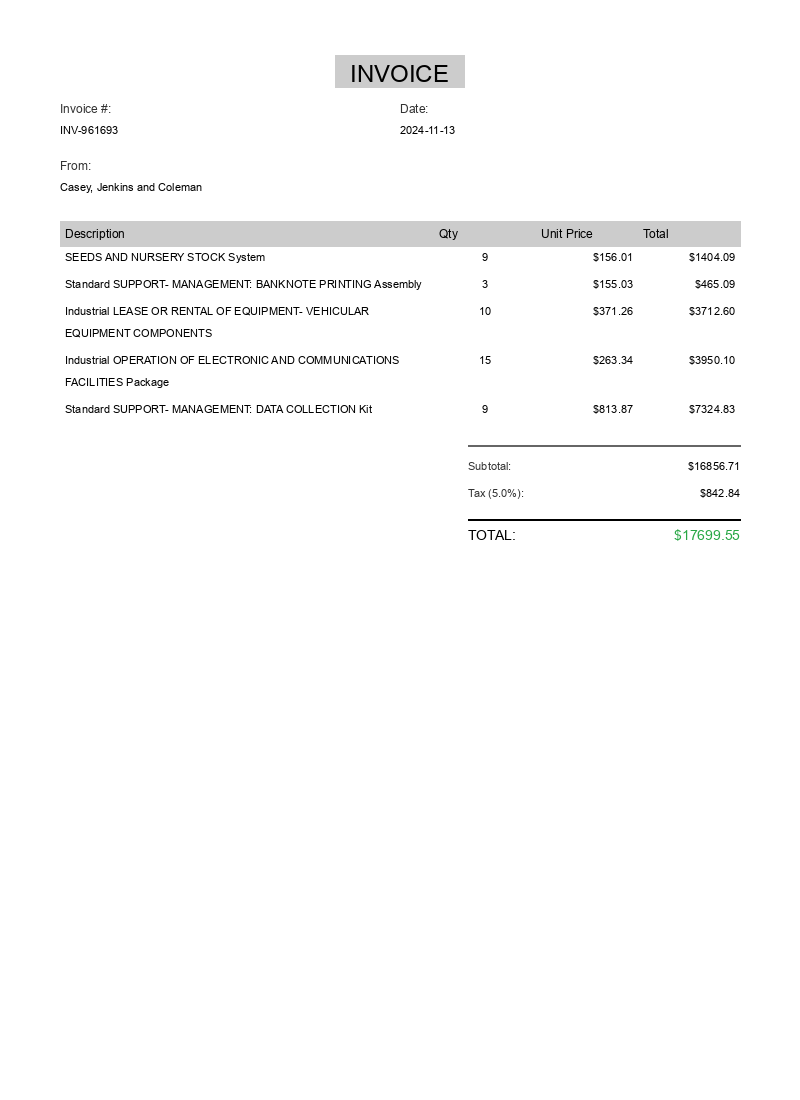 INVOICE
Invoice #: Date:
INV-961693 2024-11-13
From:
Casey, Jenkins and Coleman
Description Qty Unit Price Total
SEEDS AND NURSERY STOCK System 9 $156.01 $1404.09
Standard SUPPORT- MANAGEMENT: BANKNOTE PRINTING Assembly 3 $155.03 $465.09
Industrial LEASE OR RENTAL OF EQUIPMENT- VEHICULAR 10 $371.26 $3712.60
EQUIPMENT COMPONENTS
Industrial OPERATION OF ELECTRONIC AND COMMUNICATIONS 15 $263.34 $3950.10
FACILITIES Package
Standard SUPPORT- MANAGEMENT: DATA COLLECTION Kit 9 $813.87 $7324.83
Subtotal: $16856.71
Tax (5.0%): $842.84
TOTAL: $17699.55